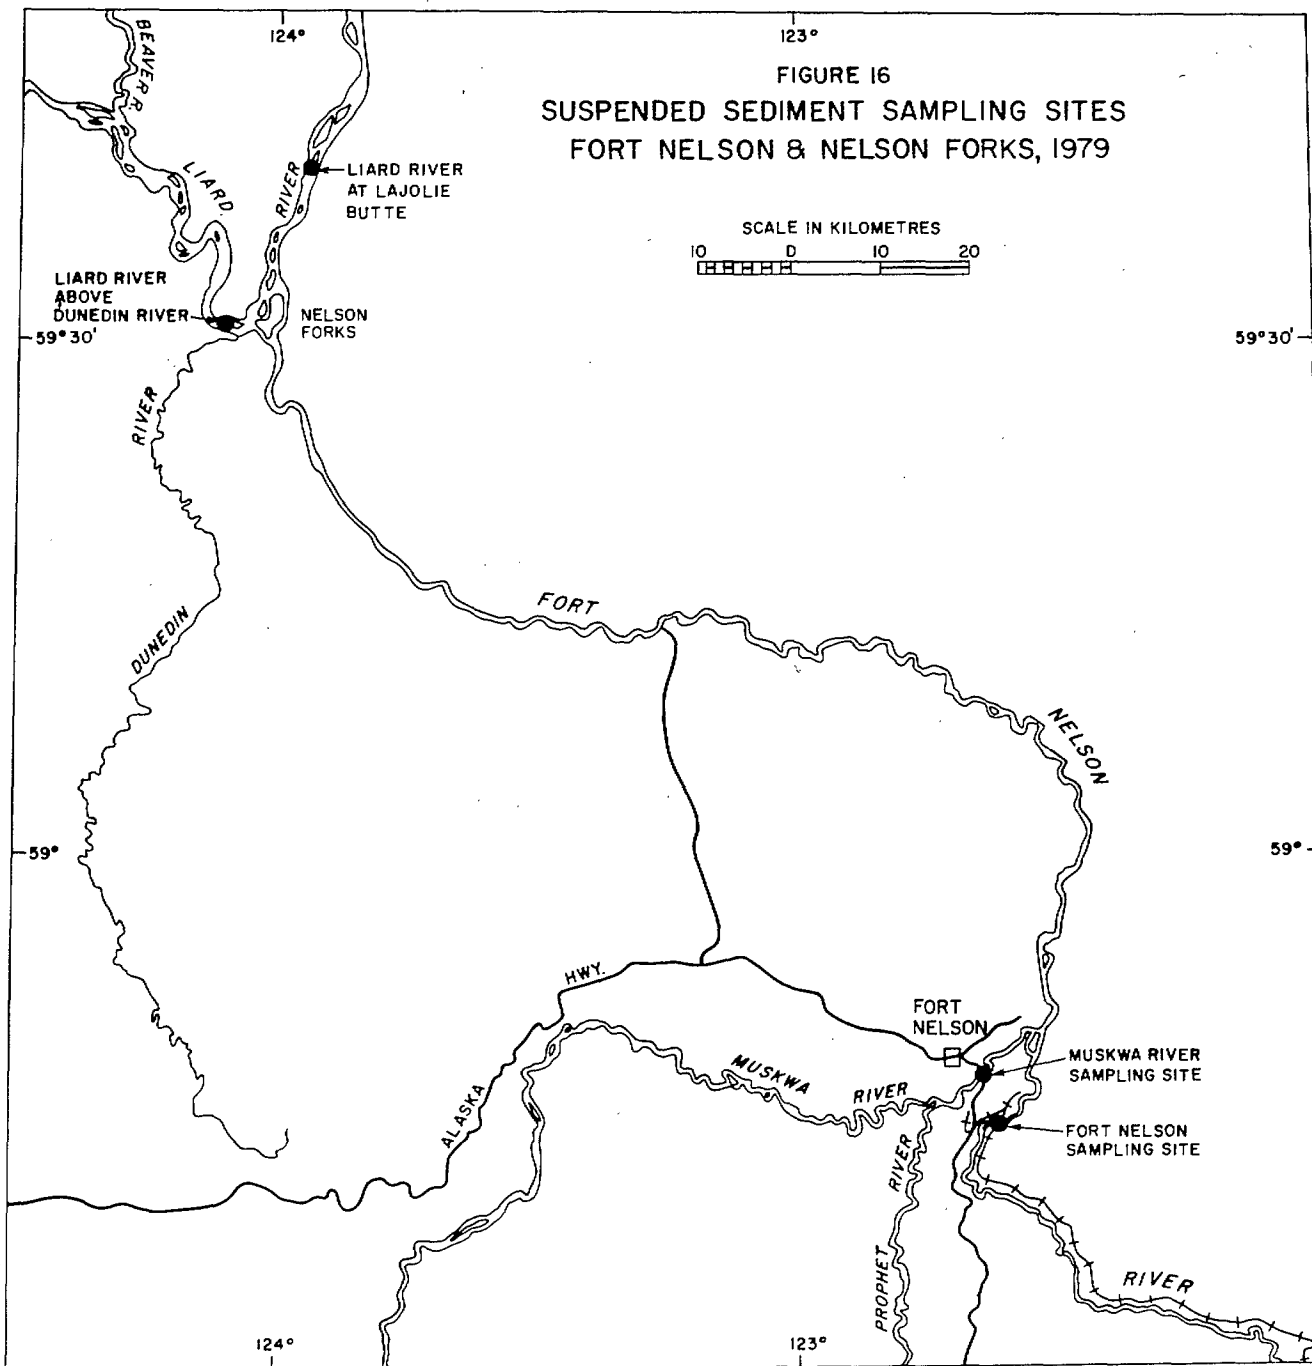 124°
123°
FIGURE 16
SUSPENDED SEDIMENT SAMPLING SITES
FORT NELSON & NELSON FORKS, 1979
BEAVER R.
LIARD
RIVER
LIARD RIVER
AT LAJOLIE
BUTTE
SCALE IN KILOMETRES
10 0 10 20
LIARD RIVER
ABOVE
DUNEDIN RIVER
NELSON
FORKS
59°30'
59°30'
RIVER
DUNEDIN
FORT
NELSON
59°
59°
HWY.
ALASKA
FORT
NELSON
MUSKWA
RIVER
MUSKWA RIVER
SAMPLING SITE
FORT NELSON
SAMPLING SITE
RIVER
PROPHET
RIVER
124°
123°